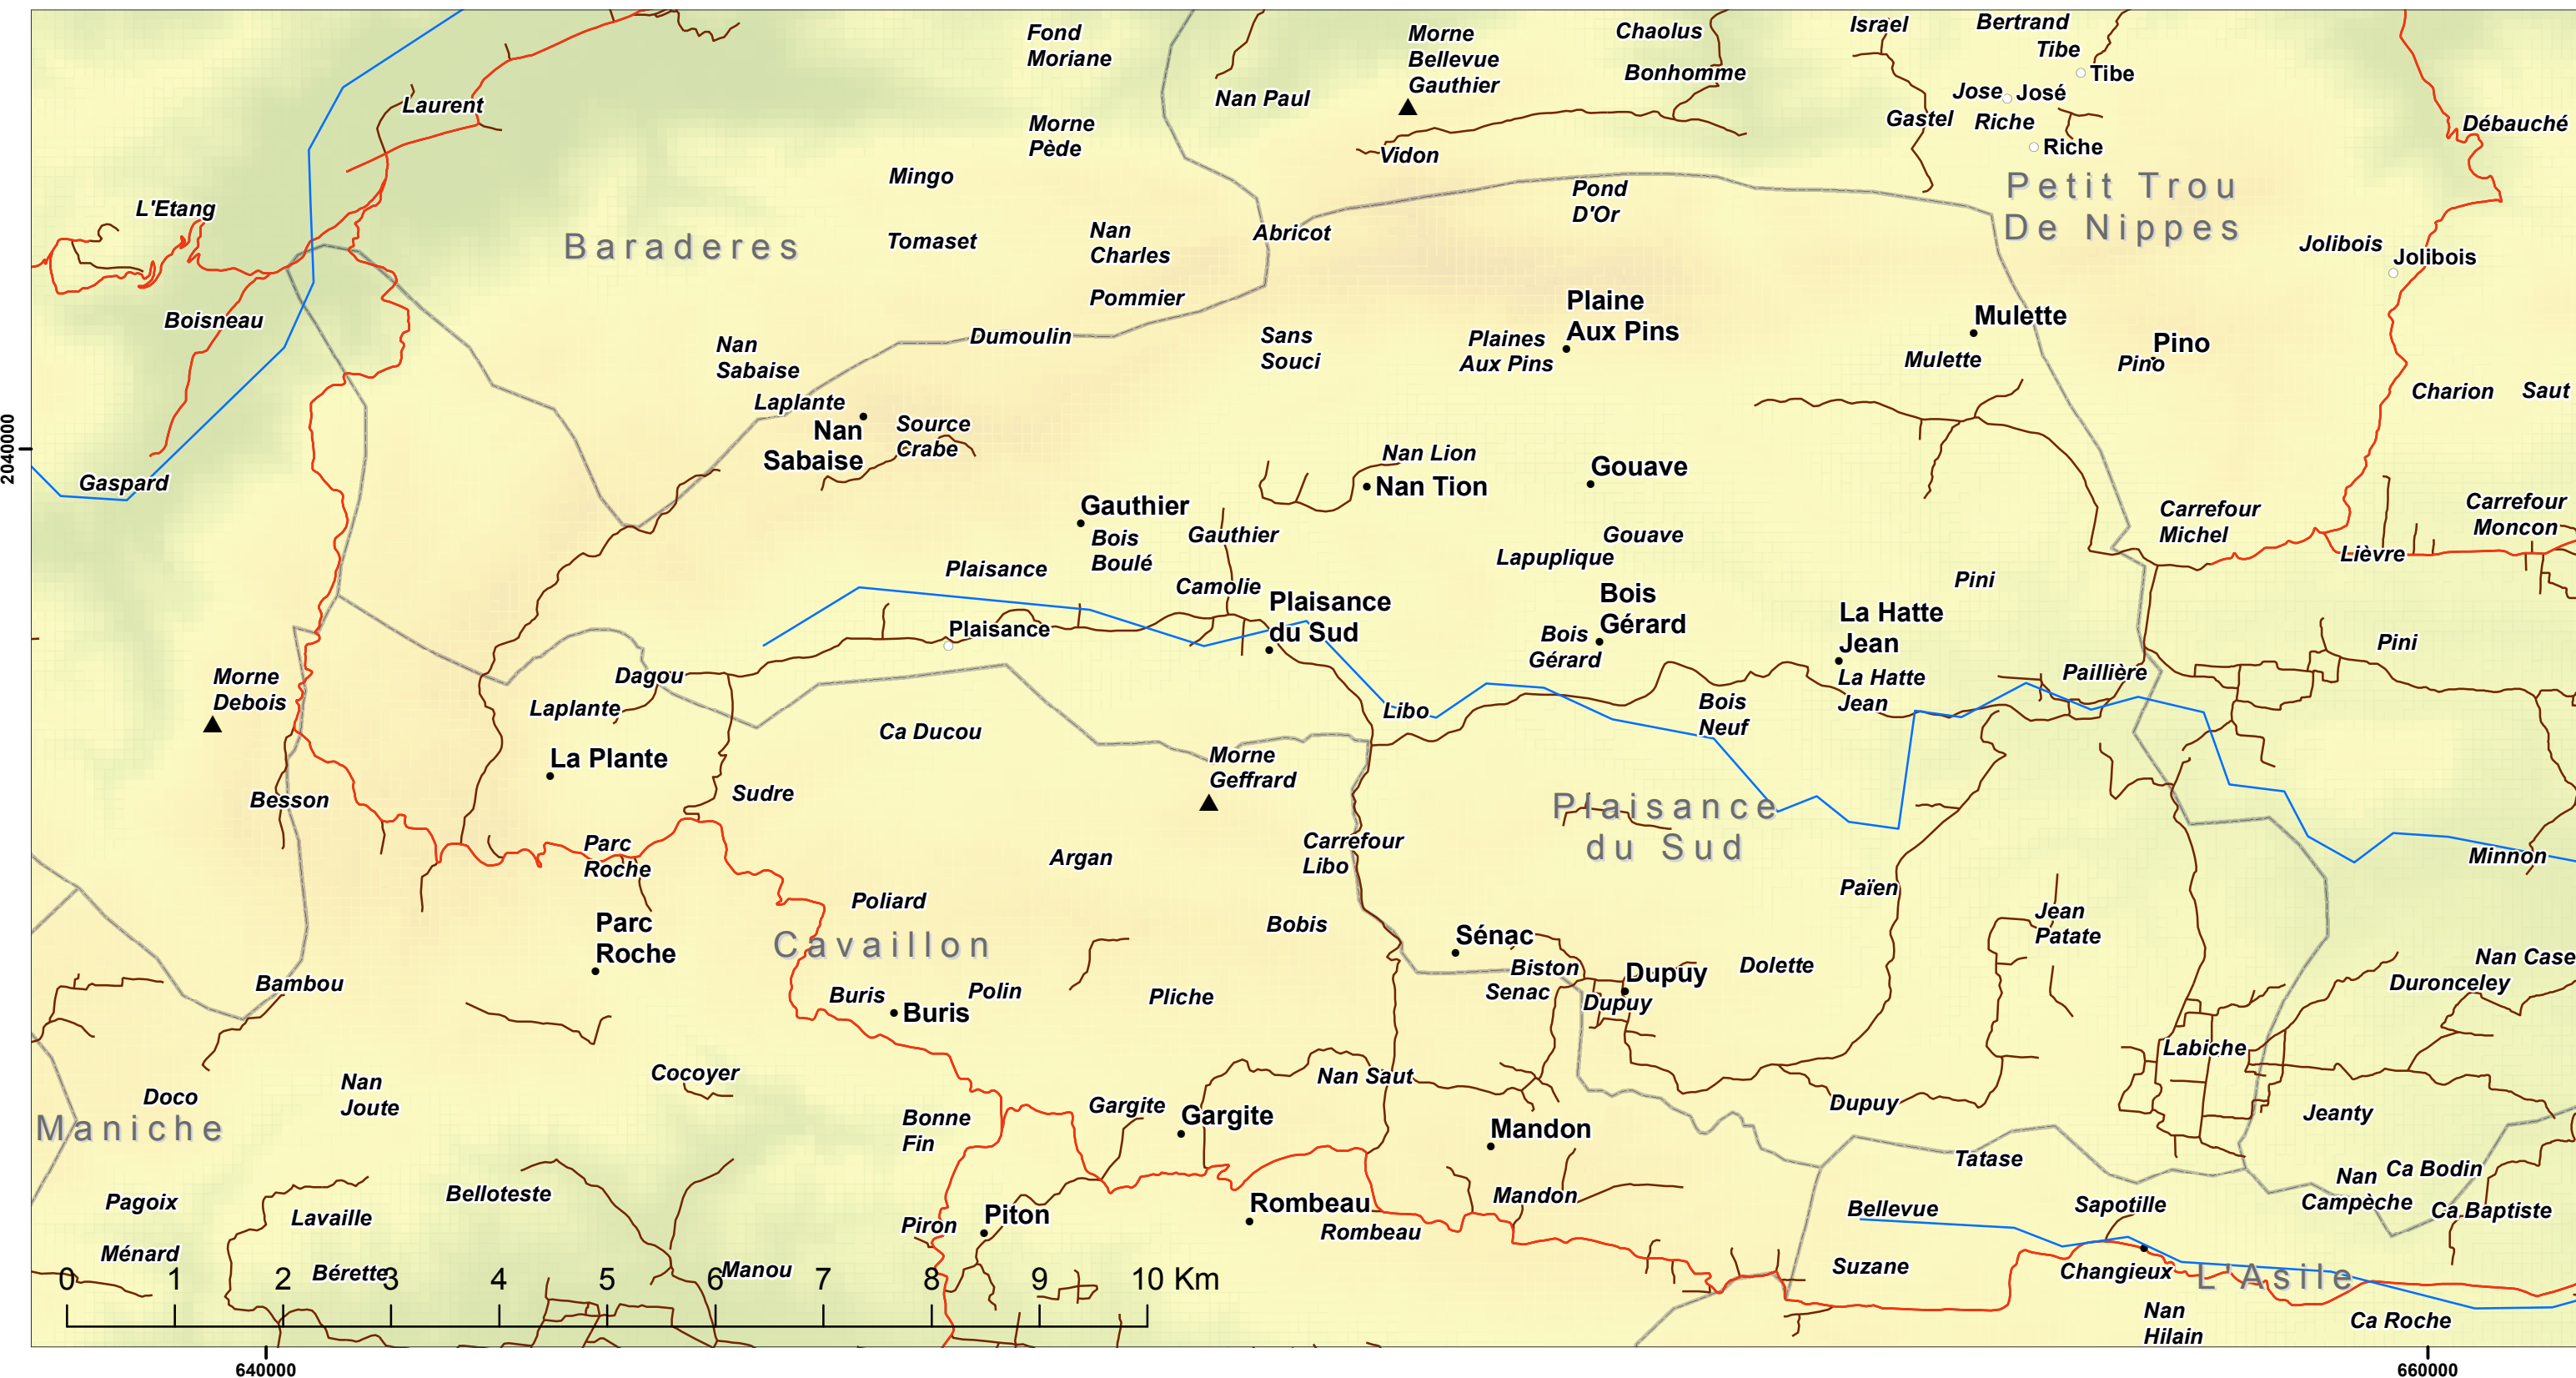 Fond
Moriane
Morne
Bellevue
Gauthier
Chaolus
Israel
Bertrand
Tibe
Tibe
Bonhomme
Nan Paul
Jose
José
Laurent
Gastel
Riche
Débauché
Morne
Pède
Riche
Vidon
Mingo
Petit Trou
De Nippes
Pond
D'Or
L'Etang
Baraderes
Tomaset
Nan
Charles
Abricot
Jolibois
Jolibois
Pommier
Boisneau
Plaine
Aux Pins
Mulette
Dumoulin
Sans
Souci
Plaines
Aux Pins
Pino
Pino
Nan
Sabaise
Mulette
Charion
Saut
Laplante
Nan
Sabaise
Source
Crabe
2040000
Nan Lion
Nan Tion
Gouave
Gaspard
Gauthier
Bois
Boulé
Gauthier
Gouave
Carrefour
Michel
Carrefour
Moncon
Lapuplique
Lièvre
Plaisance
Camolie
Pini
Plaisance
du Sud
Bois
Gérard
La Hatte
Jean
Plaisance
Bois
Gérard
Pini
Morne
Debois
Dagou
La Hatte
Jean
Paillière
Laplante
Libo
Bois
Neuf
Ca Ducou
La Plante
Morne
Geffrard
Besson
Sudre
Plaisance
du Sud
Parc
Roche
Argan
Carrefour
Libo
Minnon
Païen
Poliard
Parc
Roche
Cavaillon
Bobis
Sénac
Jean
Patate
Bambou
Biston
Senac
Dupuy
Dupuy
Dolette
Nan Case
Duronceley
Buris
Buris
Polin
Pliche
Labiche
Cocoyer
Nan Saut
Doco
Nan
Joute
Maniche
Gargite
Gargite
Bonne
Fin
Mandon
Dupuy
Jeanty
Tatase
Nan
Campèche
Ca Bodin
Pagoix
Belloteste
Lavaille
Mandon
Rombeau
Rombeau
Bellevue
Sapotille
Ca Baptiste
Piron
Piton
Ménard
Bérette
Manou
Suzane
Changieux
L'Asile
0 1 2 3 4 5 6 7 8 9 10 Km
Nan
Hilain
Ca Roche
640000
660000